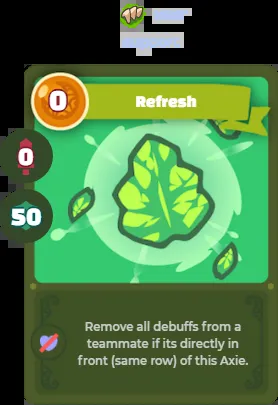 0
Refresh
0
50
Remove all debuffs from a
teammate if its directly in
front (same row) of this Axie.